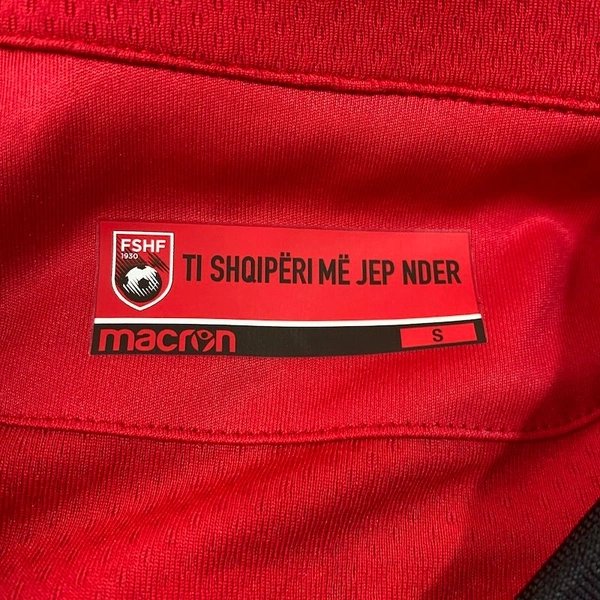 FSHF
1930
TI SHQIPËRI MË JEP NDER
macron
S